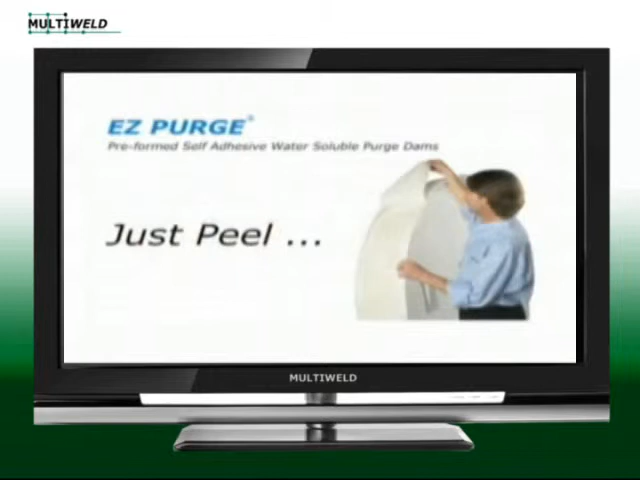 MULTIWELD
EZ PURGE®
Pre-formed Self Adhesive Water Soluble Purge Dams
Just Peel ...
MULTIWELD